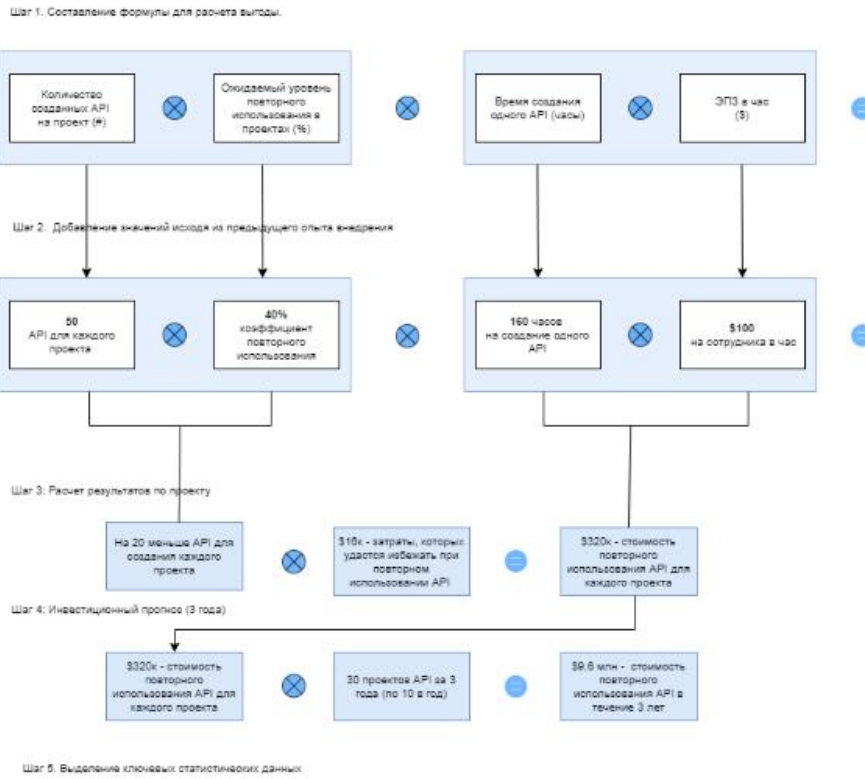 Шаг 1. Составление формулы для расчета выгоды.
Количество
созданных API
на проект (#)
Ожидаемый уровень
повторного
использования в
проектах (%)
Время создания
одного API (часы)
ЭПЗ в час
($)
Шаг 2. Добавление значений исходя из предыдущего опыта внедрения
50
API для каждого
проекта
40%
коэффициент
повторного
использования
160 часов
на создание одного
API
$100
на сотрудника в час
Шаг 3: Расчет результатов по проекту
На 20 меньше API для
создания каждого
проекта
$16к - затраты, которых
удастся избежать при
повторном
использовании API
$320к - стоимость
повторного
использования API для
каждого проекта
Шаг 4: Инвестиционный прогноз (3 года)
$320к - стоимость
повторного
использования API для
каждого проекта
30 проектов API за 3
года (по 10 в год)
$9.6 млн - стоимость
повторного
использования API в
течение 3 лет
Шаг 5. Выделение ключевых статистических данных